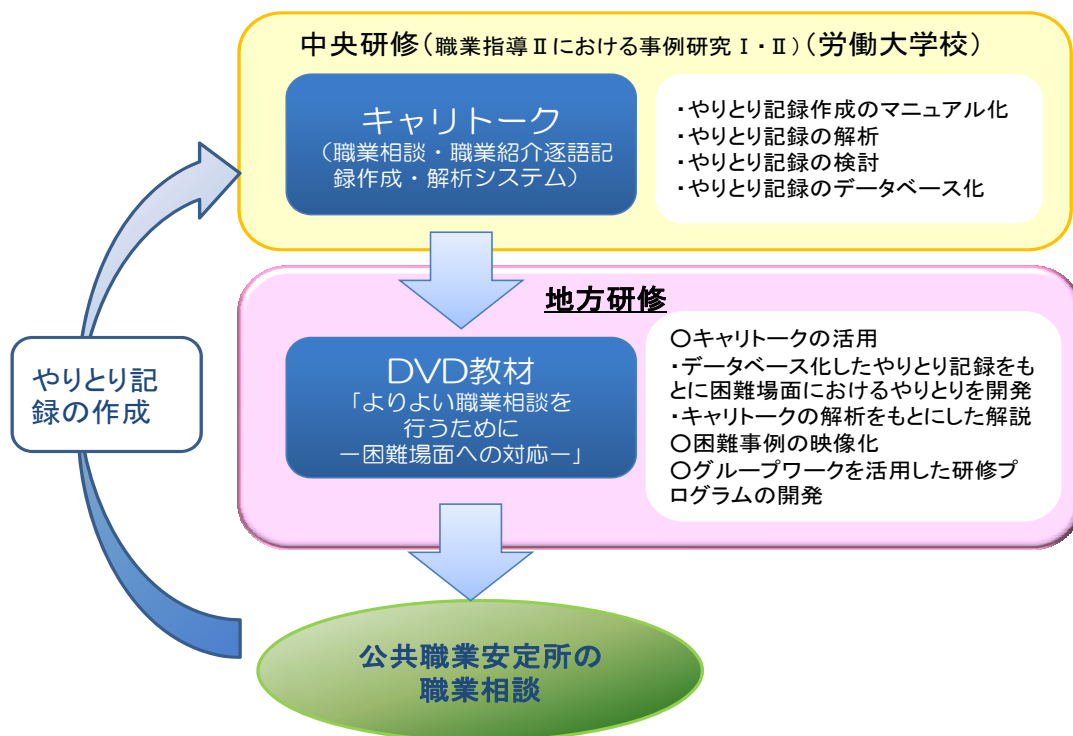 中央研修(職業指導Ⅱにおける事例研究Ⅰ・Ⅱ)(労働大学校)
キャリトーク
(職業相談・職業紹介逐語記
録作成・解析システム)
・やりとり記録作成のマニュアル化
・やりとり記録の解析
・やりとり記録の検討
・やりとり記録のデータベース化
地方研修
DVD教材
「よりよい職業相談を
行うために
－困難場面への対応－」
〇キャリトークの活用
・データベース化したやりとり記録をも
とに困難場面におけるやりとりを開発
・キャリトークの解析をもとにした解説
〇困難事例の映像化
〇グループワークを活用した研修プ
ログラムの開発
やりとり記
録の作成
公共職業安定所の
職業相談